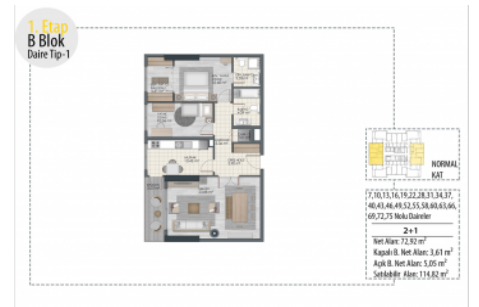 1. Etap
B Blok
Daire Tip-1
NORMAL
KAT
7,10,13,16,19,22,28,31,34,37,
40,43,46,49,52,55,58,60,63,66,
69,72,75 Nolu Daireler
2+1
Net Alan: 72,92 m²
Kapalı B. Net Alan: 3,61 m²
Açık B. Net Alan: 5,05 m²
Satılabilir Alan: 114,82 m²